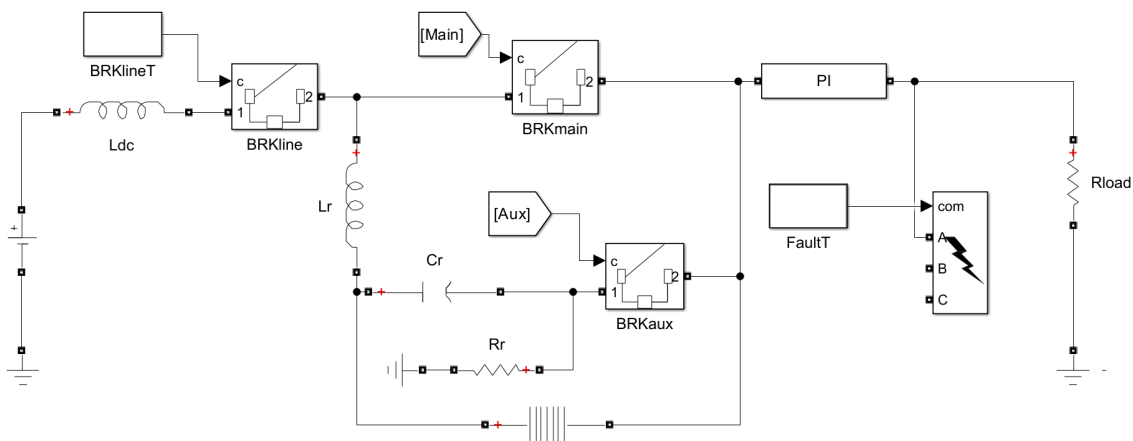 [Main]
BRKlineT
c
1
2
BRKline
c
1
2
BRKmain
PI
Ldc
Lr
[Aux]
c
1
2
BRKaux
Cr
Rr
FaultT
com
A
B
C
Rload